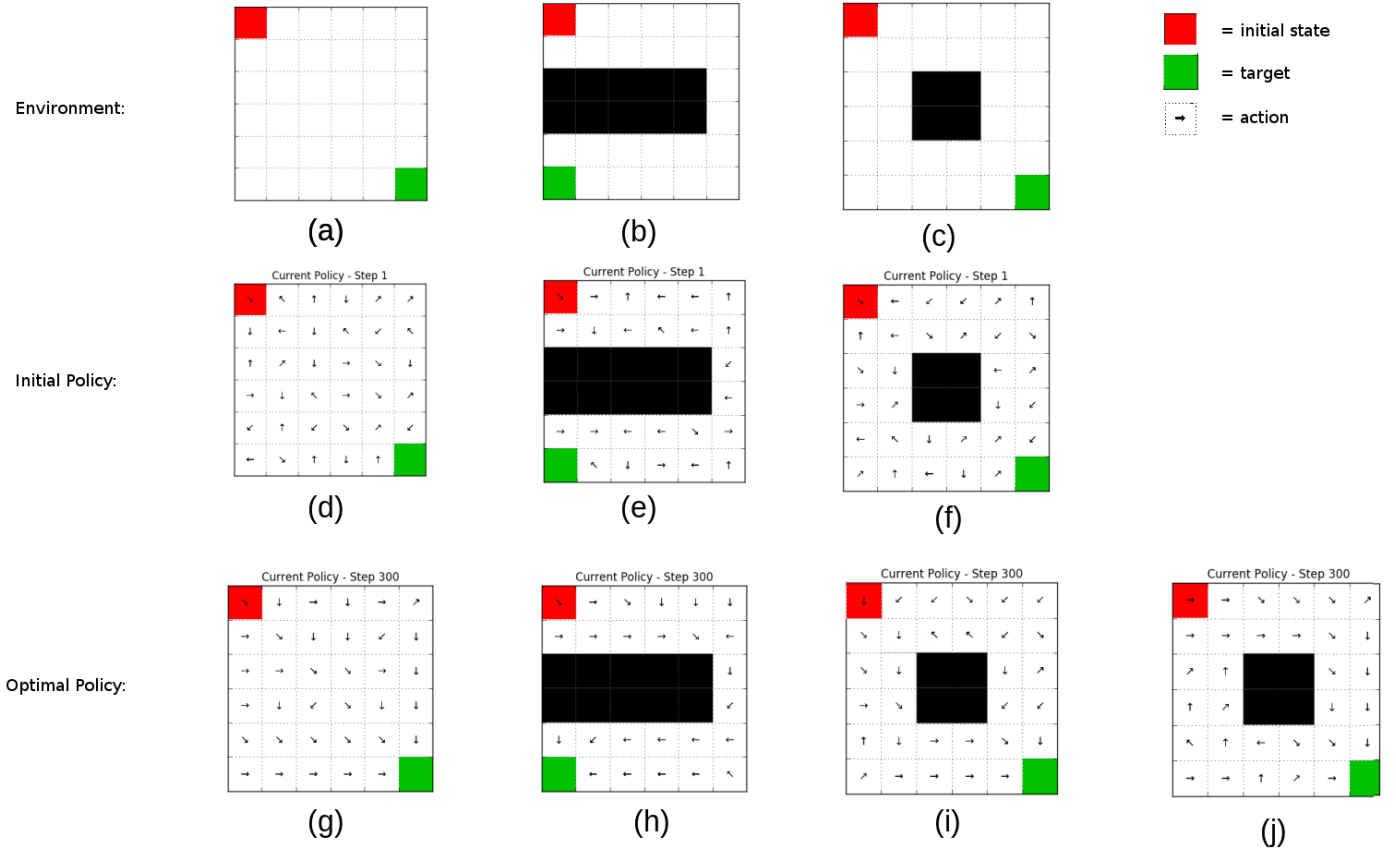 = initial state
= target
= action
Environment:
(a) (b) (c)
Current Policy - Step 1 Current Policy - Step 1 Current Policy - Step 1
Initial Policy:
(d) (e) (f)
Current Policy - Step 300 Current Policy - Step 300 Current Policy - Step 300 Current Policy - Step 300
Optimal Policy:
(g) (h) (i) (j)